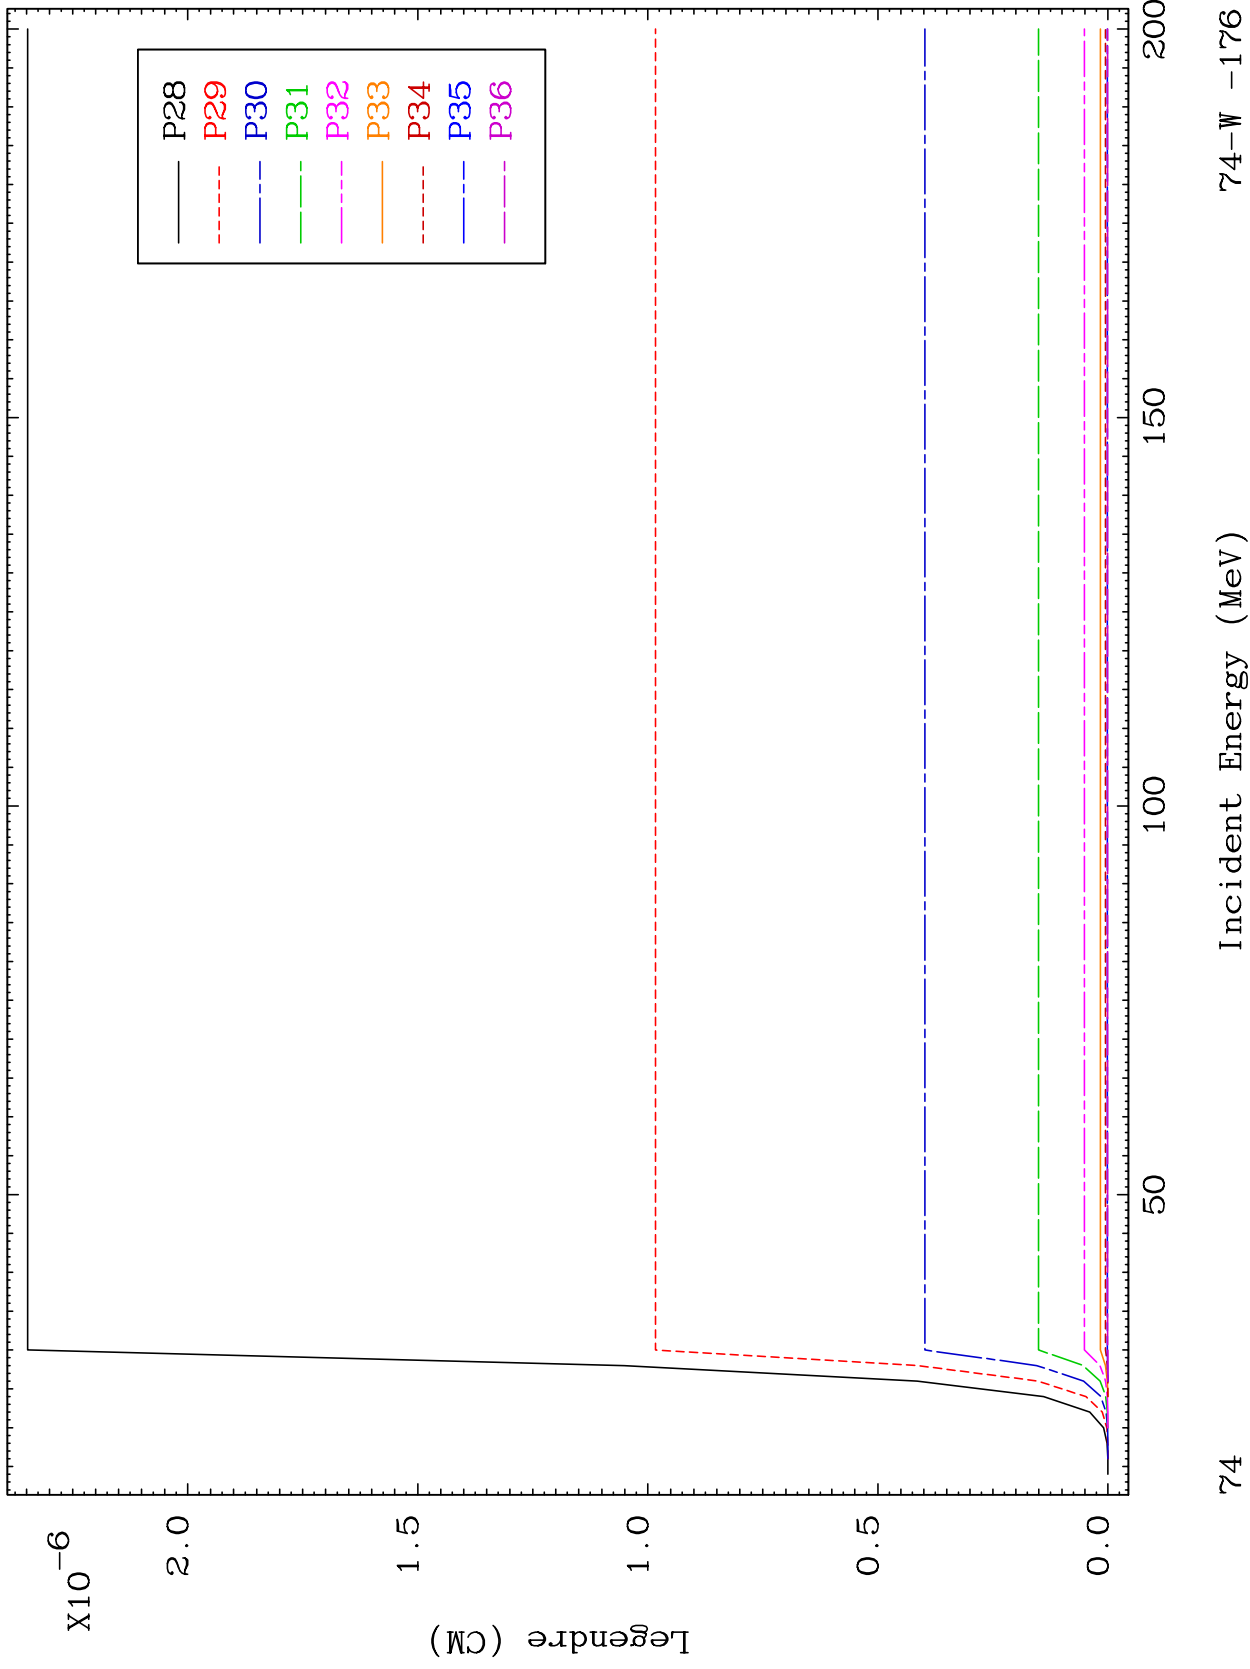 X10-6
2.0
1.5
1.0
0.5
0.0
Legendre (CM)
P28
P29
P30
P31
P32
P33
P34
P35
P36
50
100
150
200
Incident Energy (MeV)
74
74-W -176